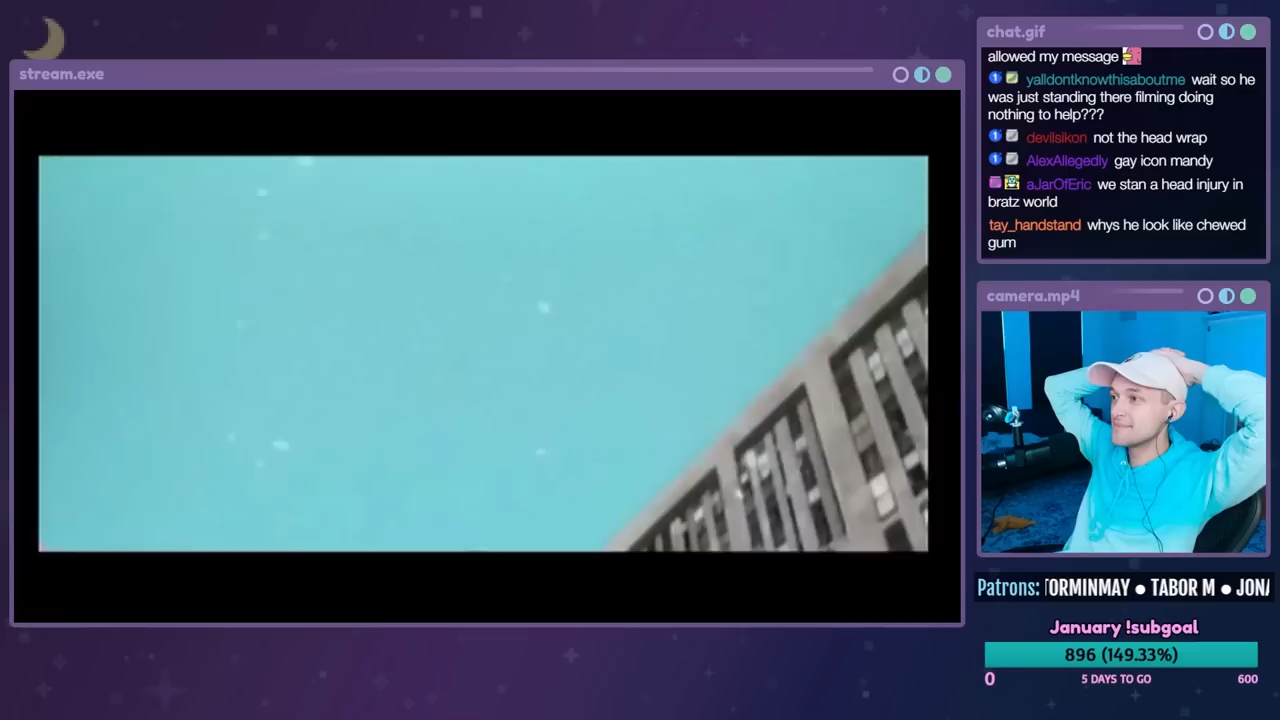 stream.exe
chat.gif
allowed my message
yalldontknowthisaboutme wait so he
was just standing there filming doing
nothing to help???
devilsikon not the head wrap
AlexAllegedly gay icon mandy
aJarOfEric we stan a head injury in
bratz world
tay_handstand whys he look like chewed
gum
camera.mp4
Patrons: TORMINMAY ● TABOR M ● JONA
January !subgoal
896 (149.33%)
0 5 DAYS TO GO 600